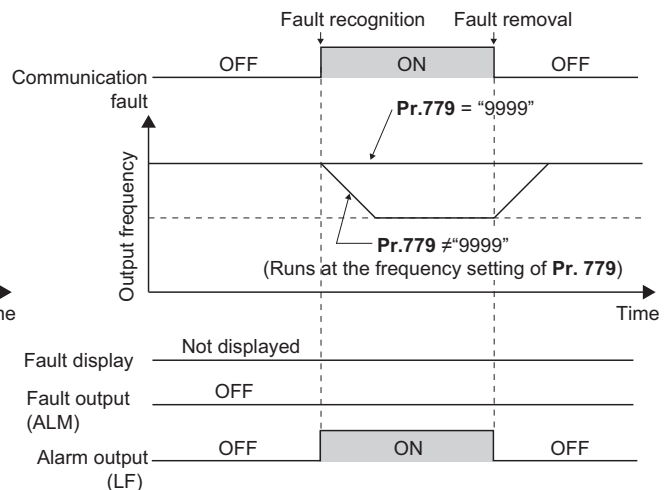 Fault recognition Fault removal
Communication fault OFF ON OFF
Pr.779 = “9999”
Output frequency
Pr.779 ≠“9999”
(Runs at the frequency setting of Pr. 779)
me Time
Fault display Not displayed
Fault output (ALM) OFF
Alarm output (LF) OFF ON OFF